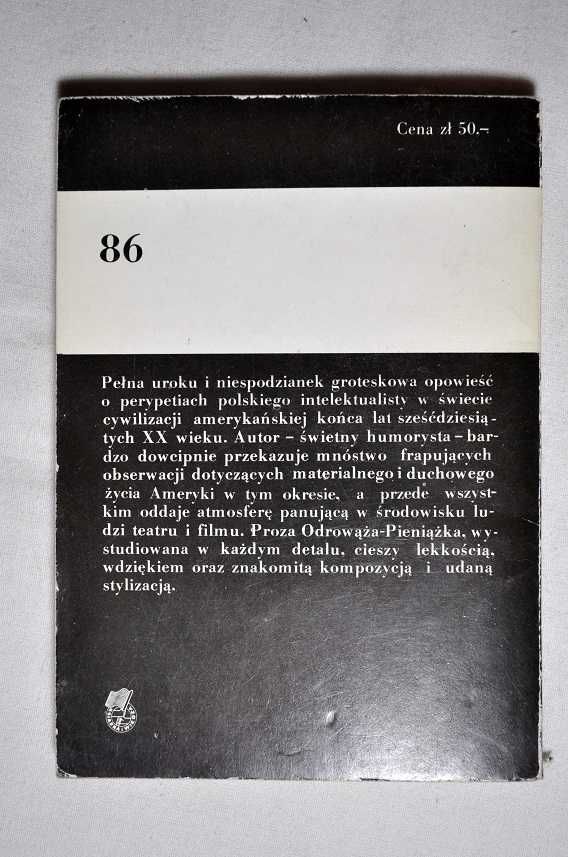 Cena zł 50.–
86
Pełna uroku i niespodzianek groteskowa opowieść
o perypetiach polskiego intelektualisty w świecie
cywilizacji amerykańskiej końca lat sześćdziesią-
tych XX wieku. Autor – świetny humorysta – bar-
dzo dowcipnie przekazuje mnóstwo frapujących
obserwacji dotyczących materialnego i duchowego
życia Ameryki w tym okresie, a przede wszyst-
kim oddaje atmosferę panującą w środowisku lu-
dzi teatru i filmu. Proza Odrowąża-Pieniążka, wy-
studiowana w każdym detalu, cieszy lekkością,
wdziękiem oraz znakomitą kompozycją i udaną
stylizacją.